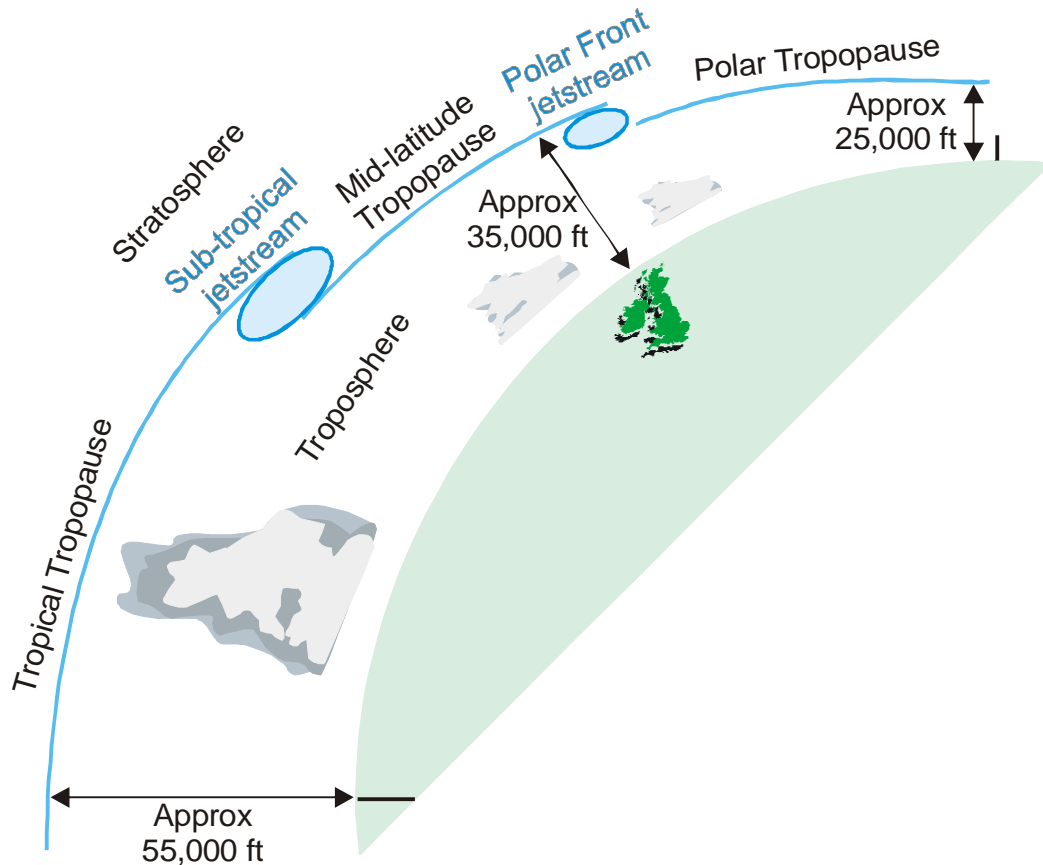 Polar Front
jetstream
Polar Tropopause
Approx
25,000 ft
Stratosphere
Mid-latitude
Tropopause
Sub-tropical
jetstream
Approx
35,000 ft
Troposphere
Tropical Tropopause
Approx
55,000 ft